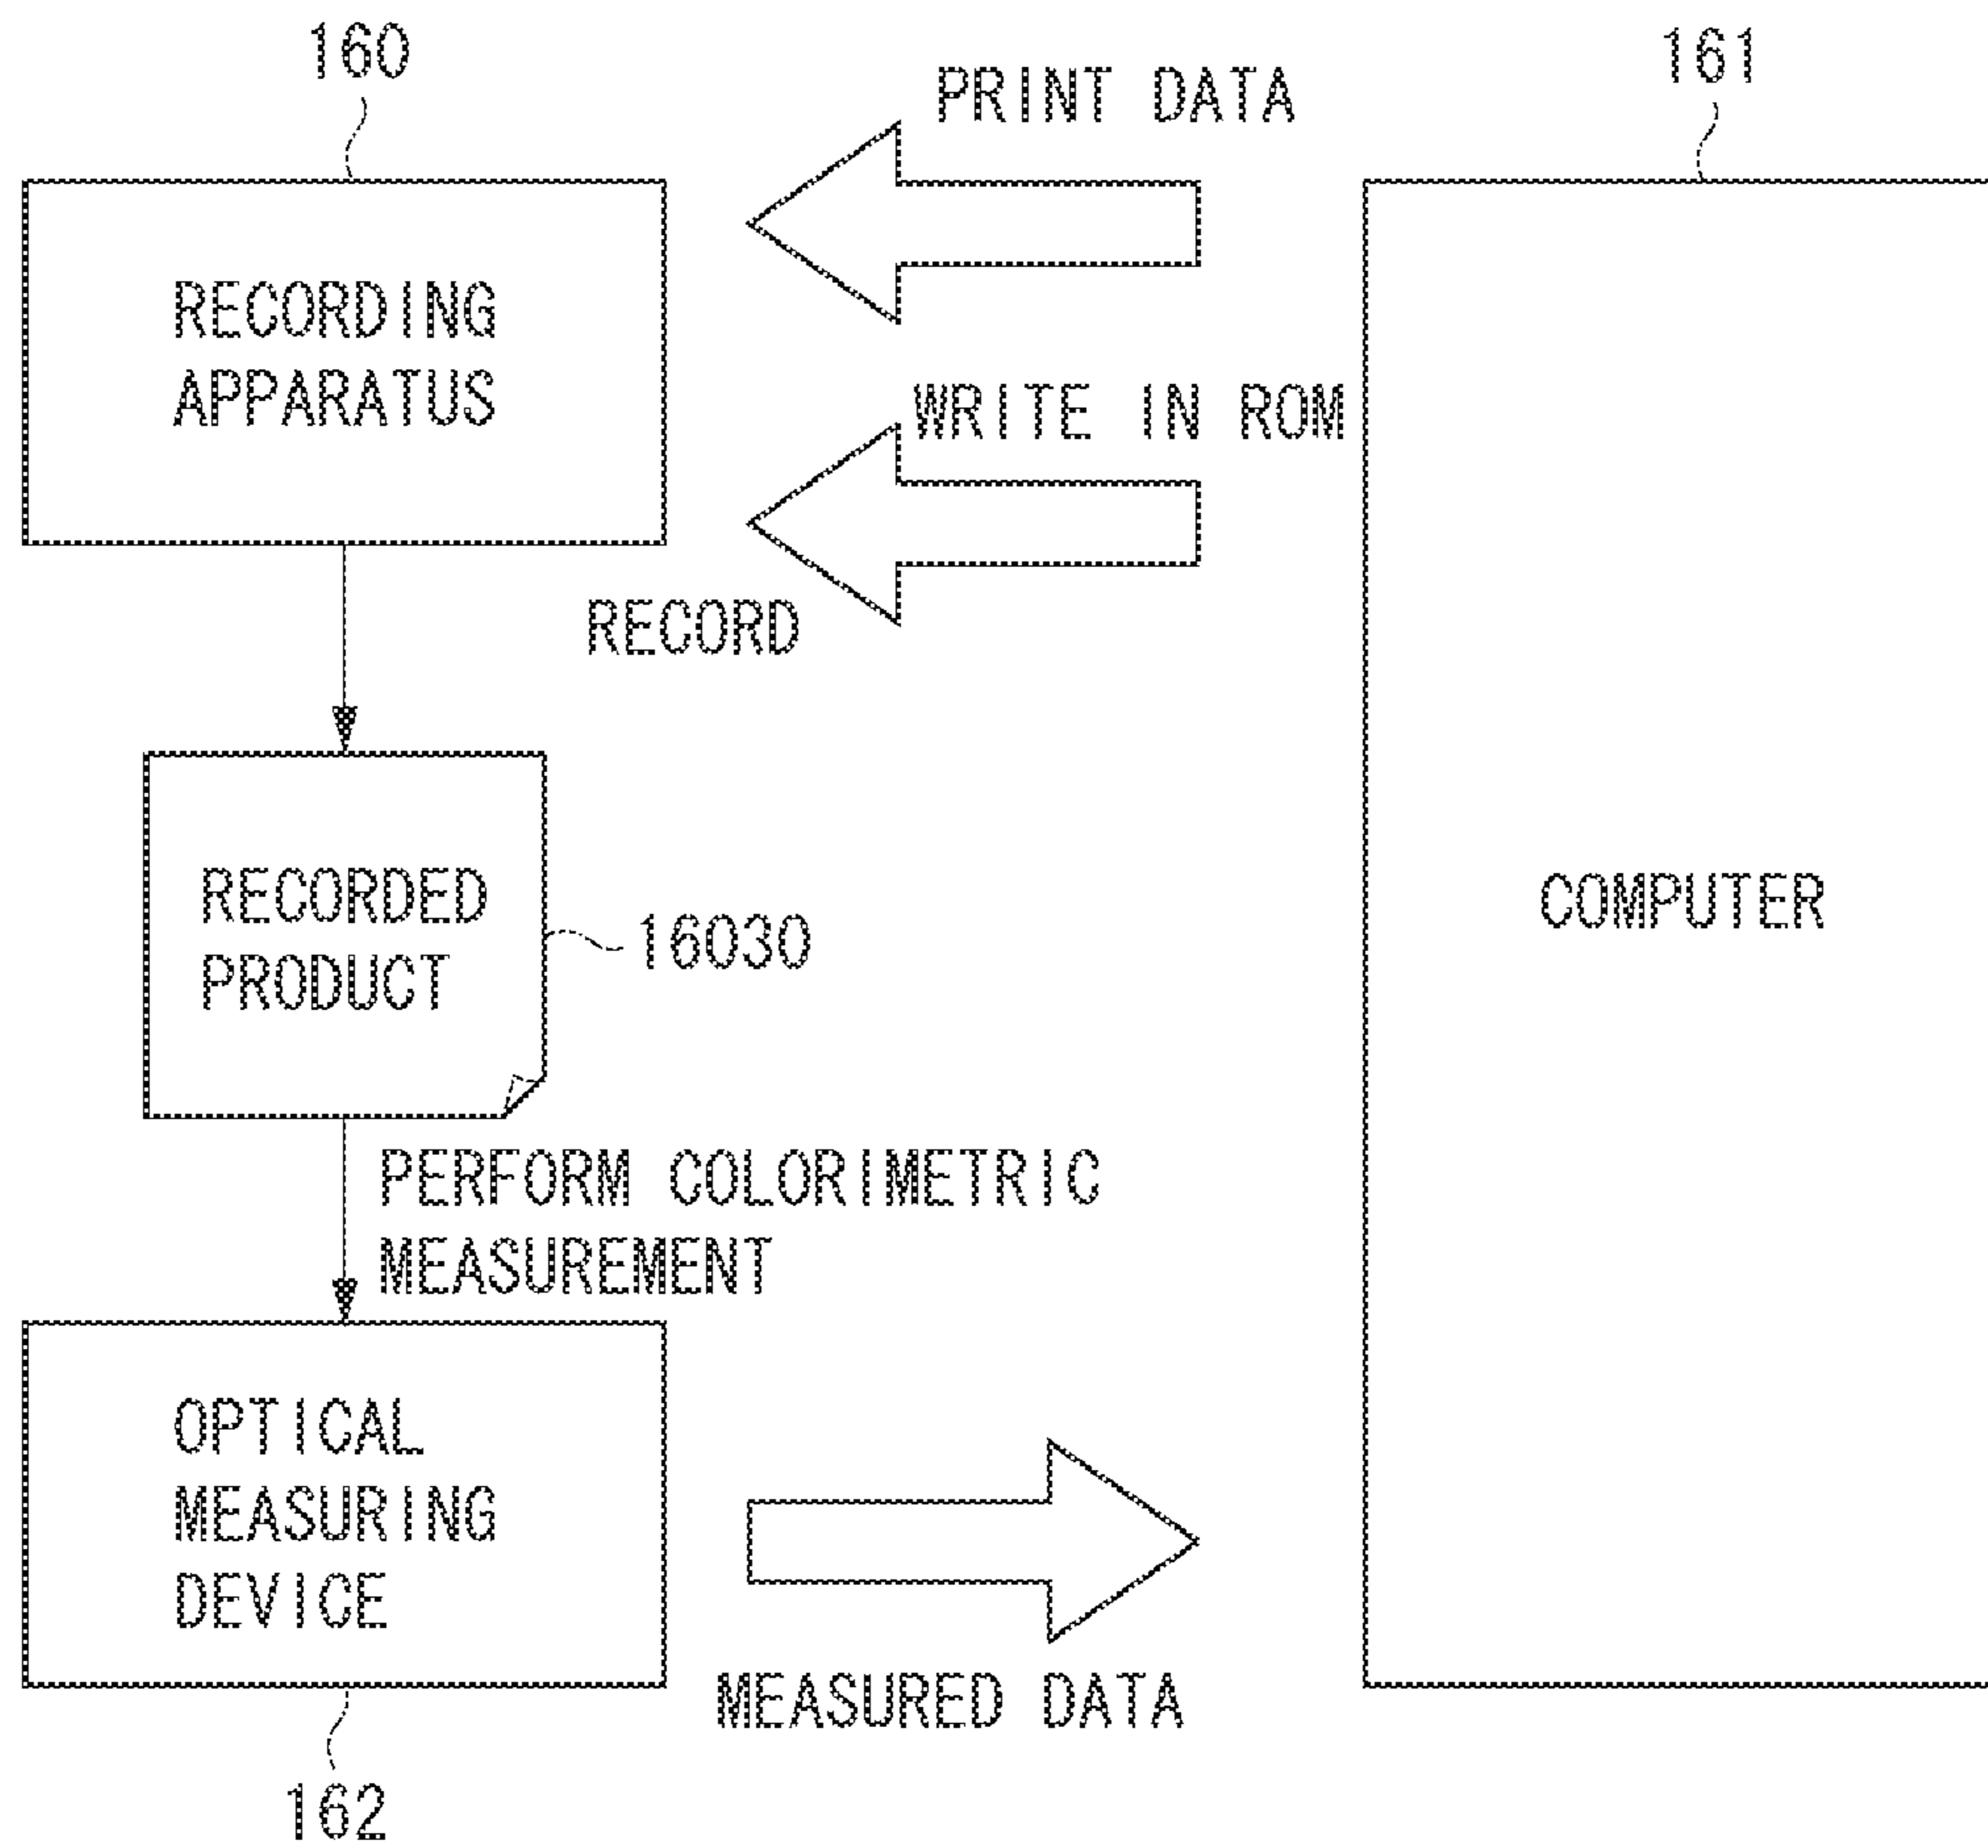 160
161
PRINT DATA
RECORDING
APPARATUS
WRITE IN ROM
RECORD
RECORDED
PRODUCT
16030
COMPUTER
PERFORM COLORIMETRIC
MEASUREMENT
OPTICAL
MEASURING
DEVICE
MEASURED DATA
162